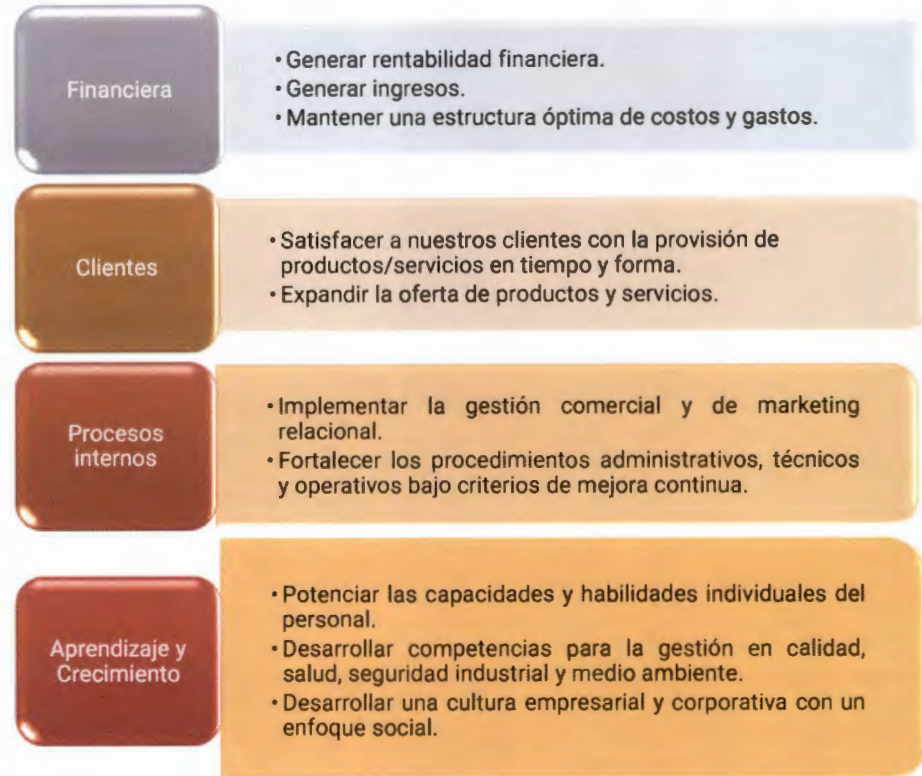 Financiera
• Generar rentabilidad financiera.
• Generar ingresos.
• Mantener una estructura óptima de costos y gastos.
Clientes
• Satisfacer a nuestros clientes con la provisión de
productos/servicios en tiempo y forma.
• Expandir la oferta de productos y servicios.
Procesos
internos
• Implementar la gestión comercial y de marketing
relacional.
• Fortalecer los procedimientos administrativos, técnicos
y operativos bajo criterios de mejora continua.
Aprendizaje y
Crecimiento
• Potenciar las capacidades y habilidades individuales del
personal.
• Desarrollar competencias para la gestión en calidad,
salud, seguridad industrial y medio ambiente.
• Desarrollar una cultura empresarial y corporativa con un
enfoque social.